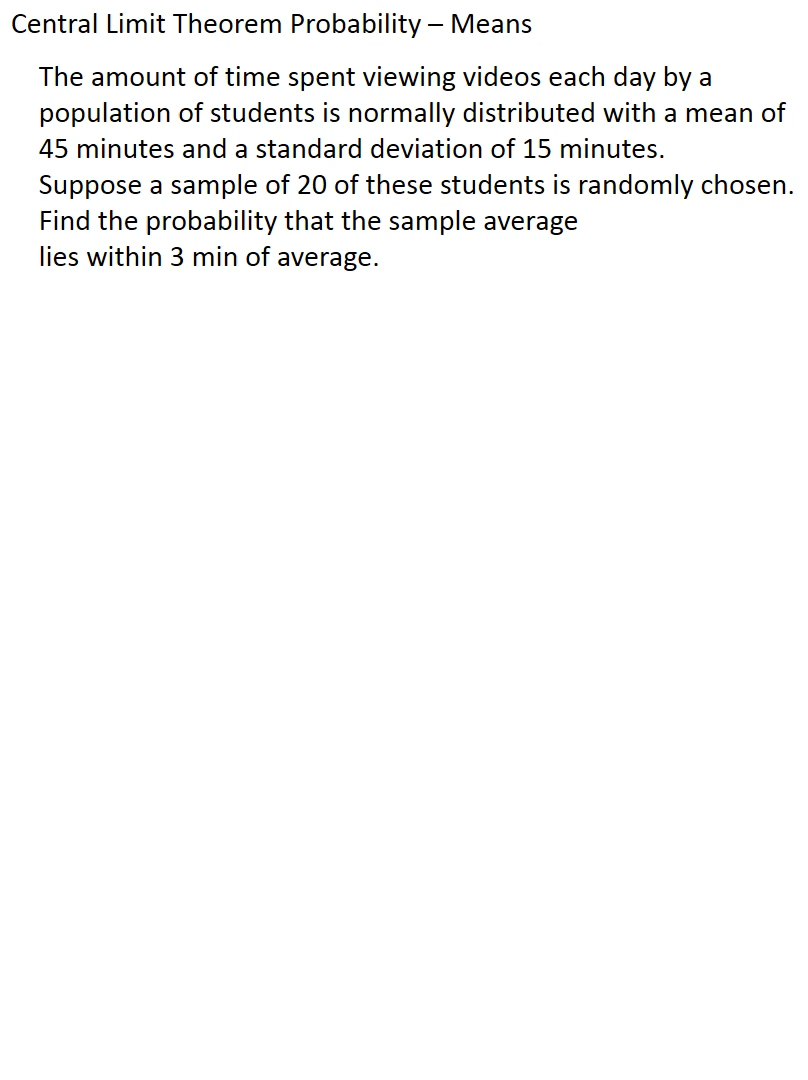 Central Limit Theorem Probability – Means
The amount of time spent viewing videos each day by a
population of students is normally distributed with a mean of
45 minutes and a standard deviation of 15 minutes.
Suppose a sample of 20 of these students is randomly chosen.
Find the probability that the sample average
lies within 3 min of average.